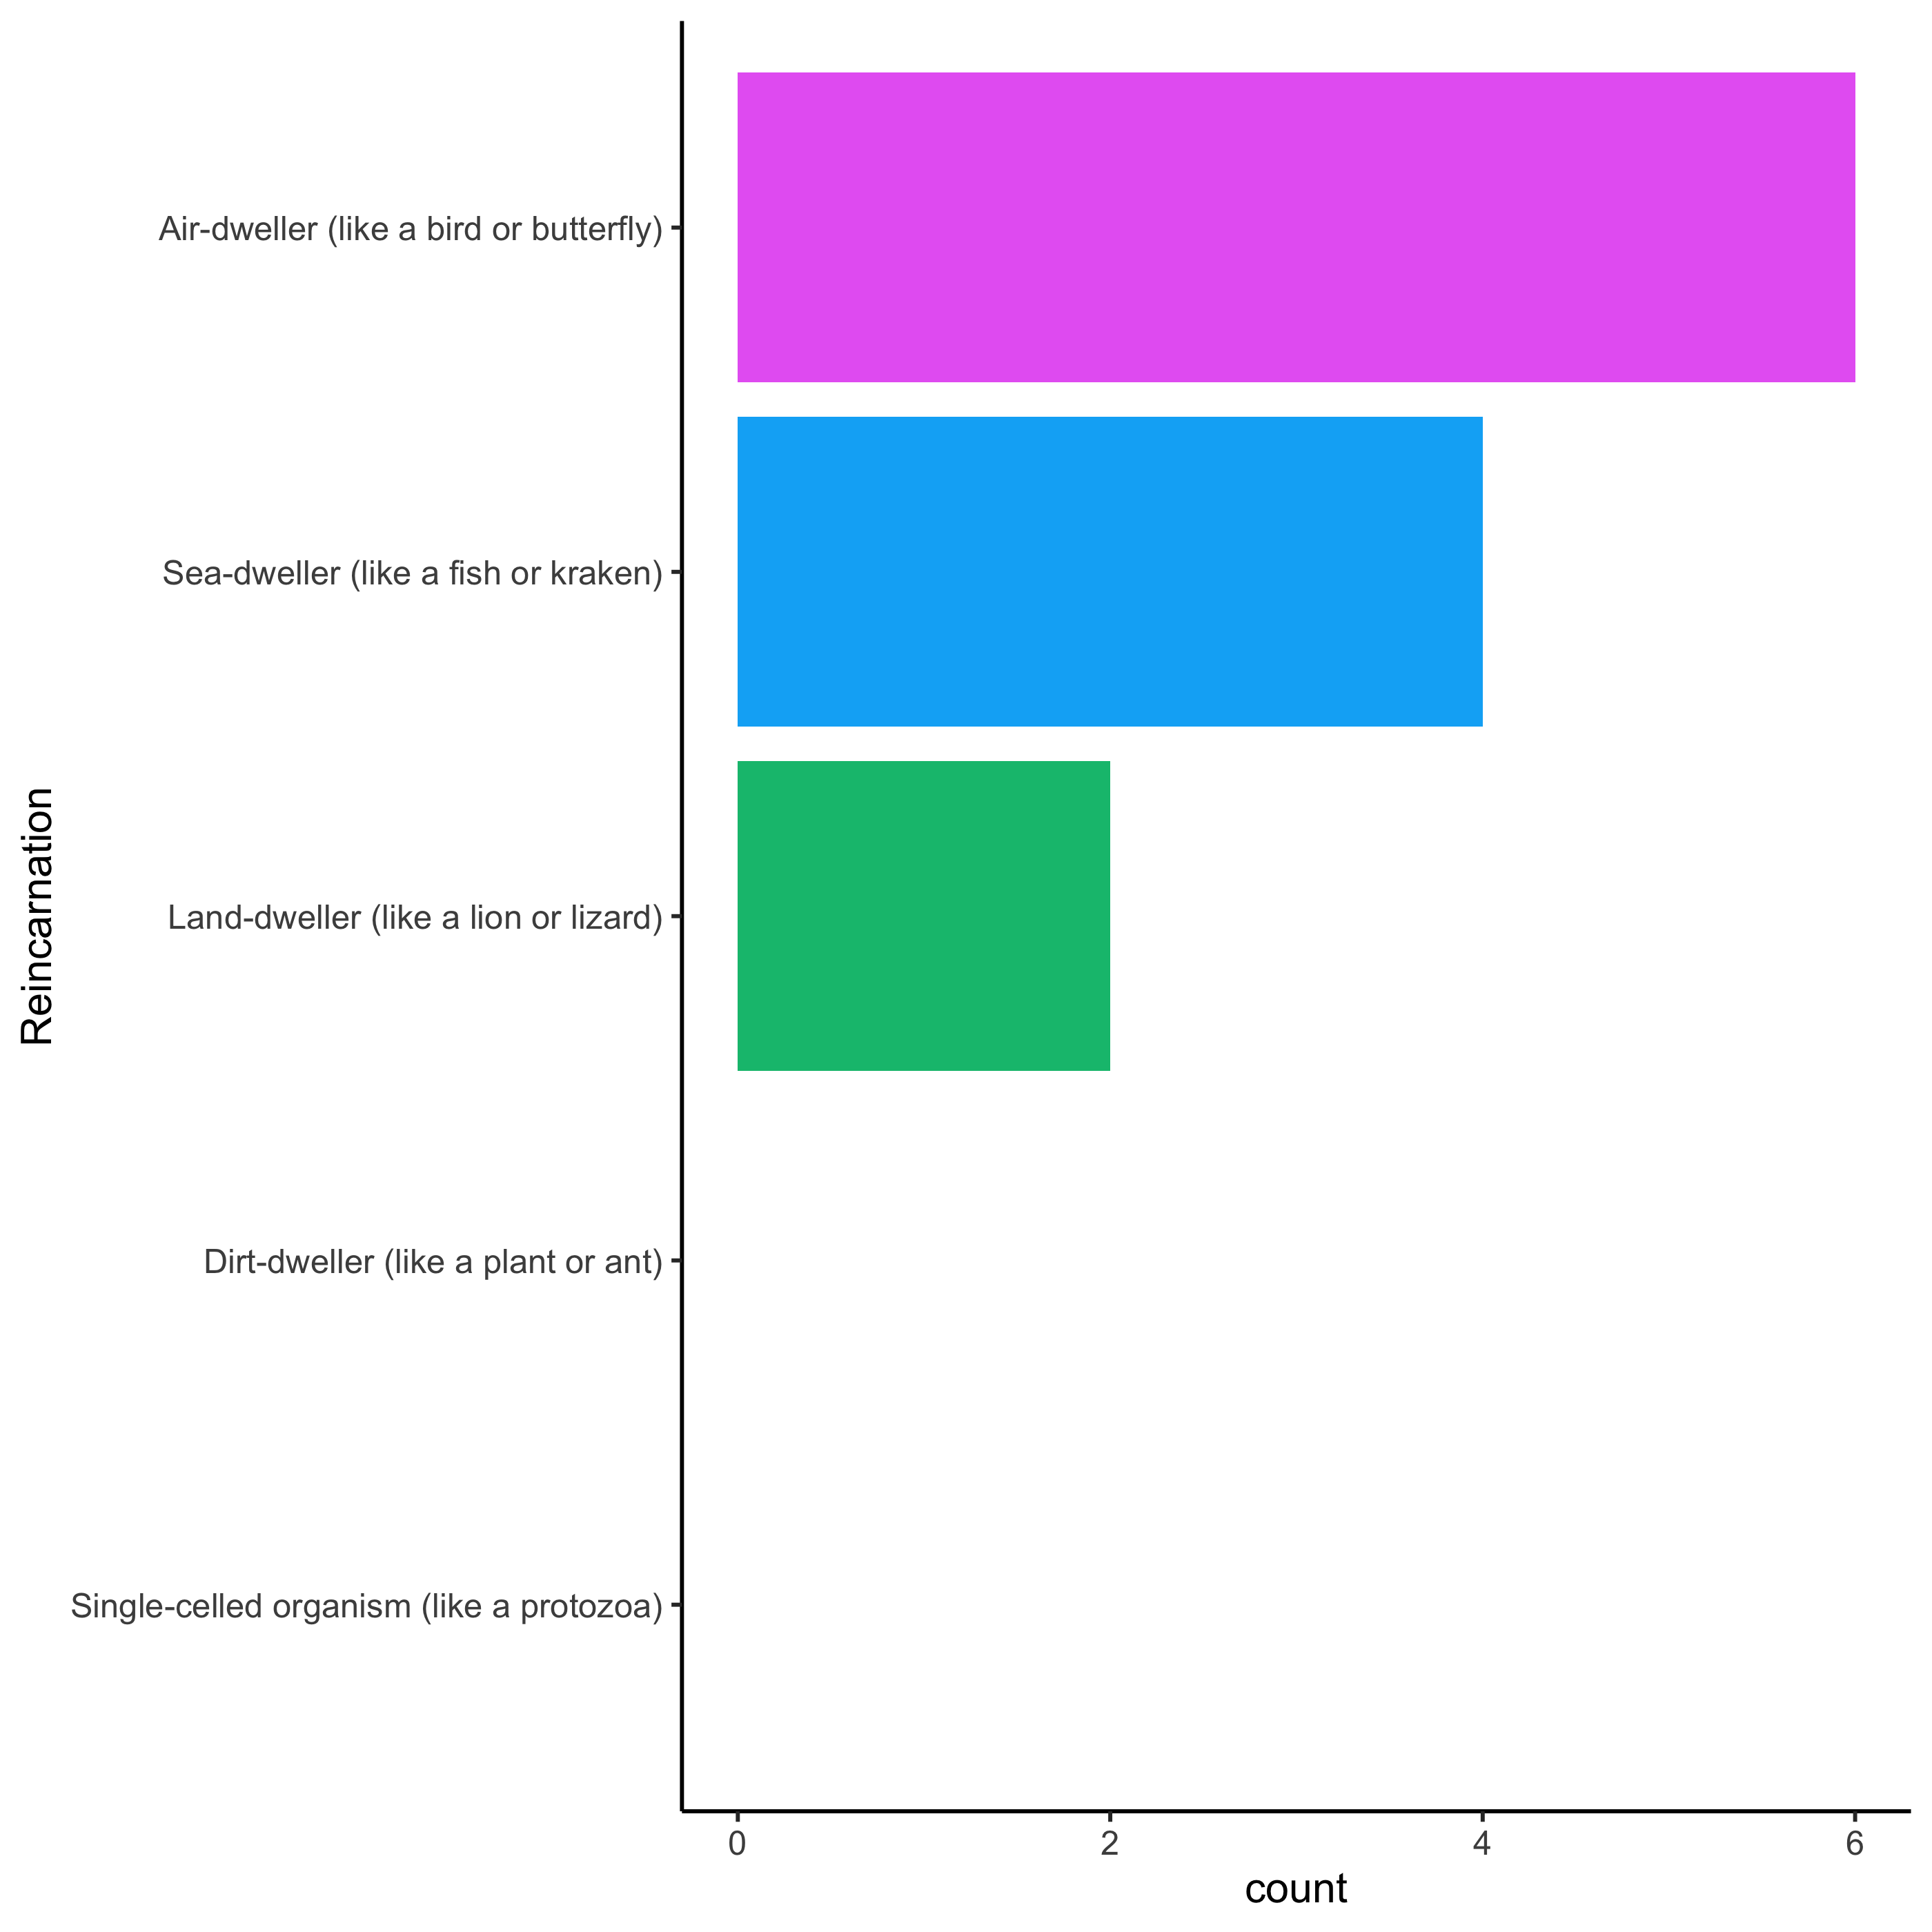 Air-dweller (like a bird or butterfly)
Sea-dweller (like a fish or kraken)
Land-dweller (like a lion or lizard)
Dirt-dweller (like a plant or ant)
Single-celled organism (like a protozoa)
Reincarnation
0 2 4 6
count